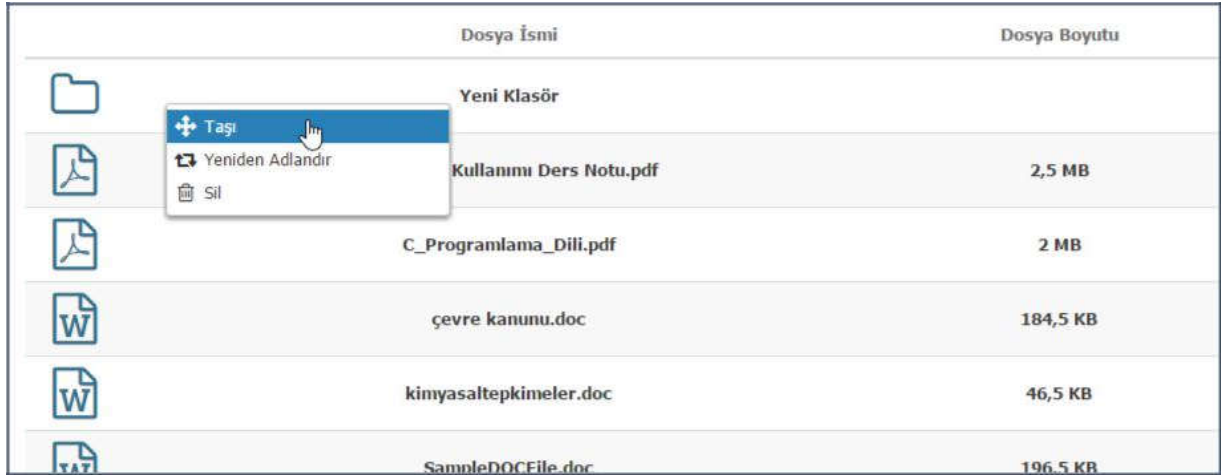 Dosya İsmi Dosya Boyutu
Yeni Klasör
Taşı
Yeniden Adlandır
Kullanımı Ders Notu.pdf 2,5 MB
Sil
C_Programlama_Dili.pdf 2 MB
çevre kanunu.doc 184,5 KB
kimyasaltepkimeler.doc 46,5 KB
SampleDOCFile.doc 196,5 KB